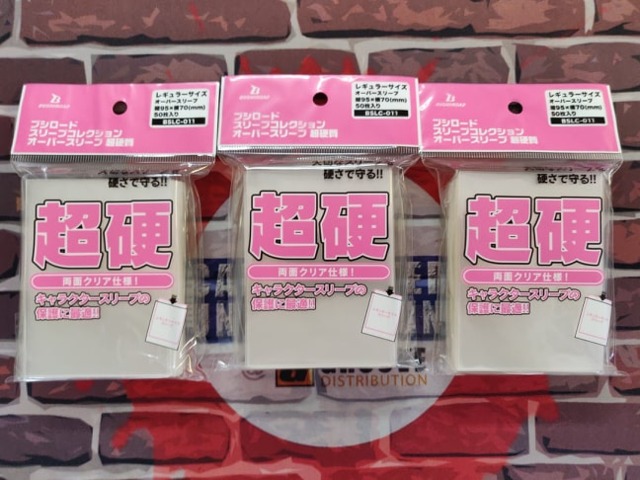 レギュラーサイズ
オーバースリーブ
縦95×横70(mm)
50枚入り
BSLC-011
ブシロード
スリーブコレクション
オーバースリーブ 超硬質
硬さで守る!!
超硬
両面クリア仕様！
キャラクタースリーブの
保護に最適!!
レギュラーサイズ
オーバースリーブ
縦95×横70(mm)
50枚入り
BSLC-011
ブシロード
スリーブコレクション
オーバースリーブ 超硬質
硬さで守る!!
超硬
両面クリア仕様！
キャラクタースリーブの
保護に最適!!
レギュラーサイズ
オーバースリーブ
縦95×横70(mm)
50枚入り
BSLC-011
ブシロード
スリーブコレクション
オーバースリーブ 超硬質
硬さで守る!!
超硬
両面クリア仕様！
キャラクタースリーブの
保護に最適!!
DISTRIBUTION